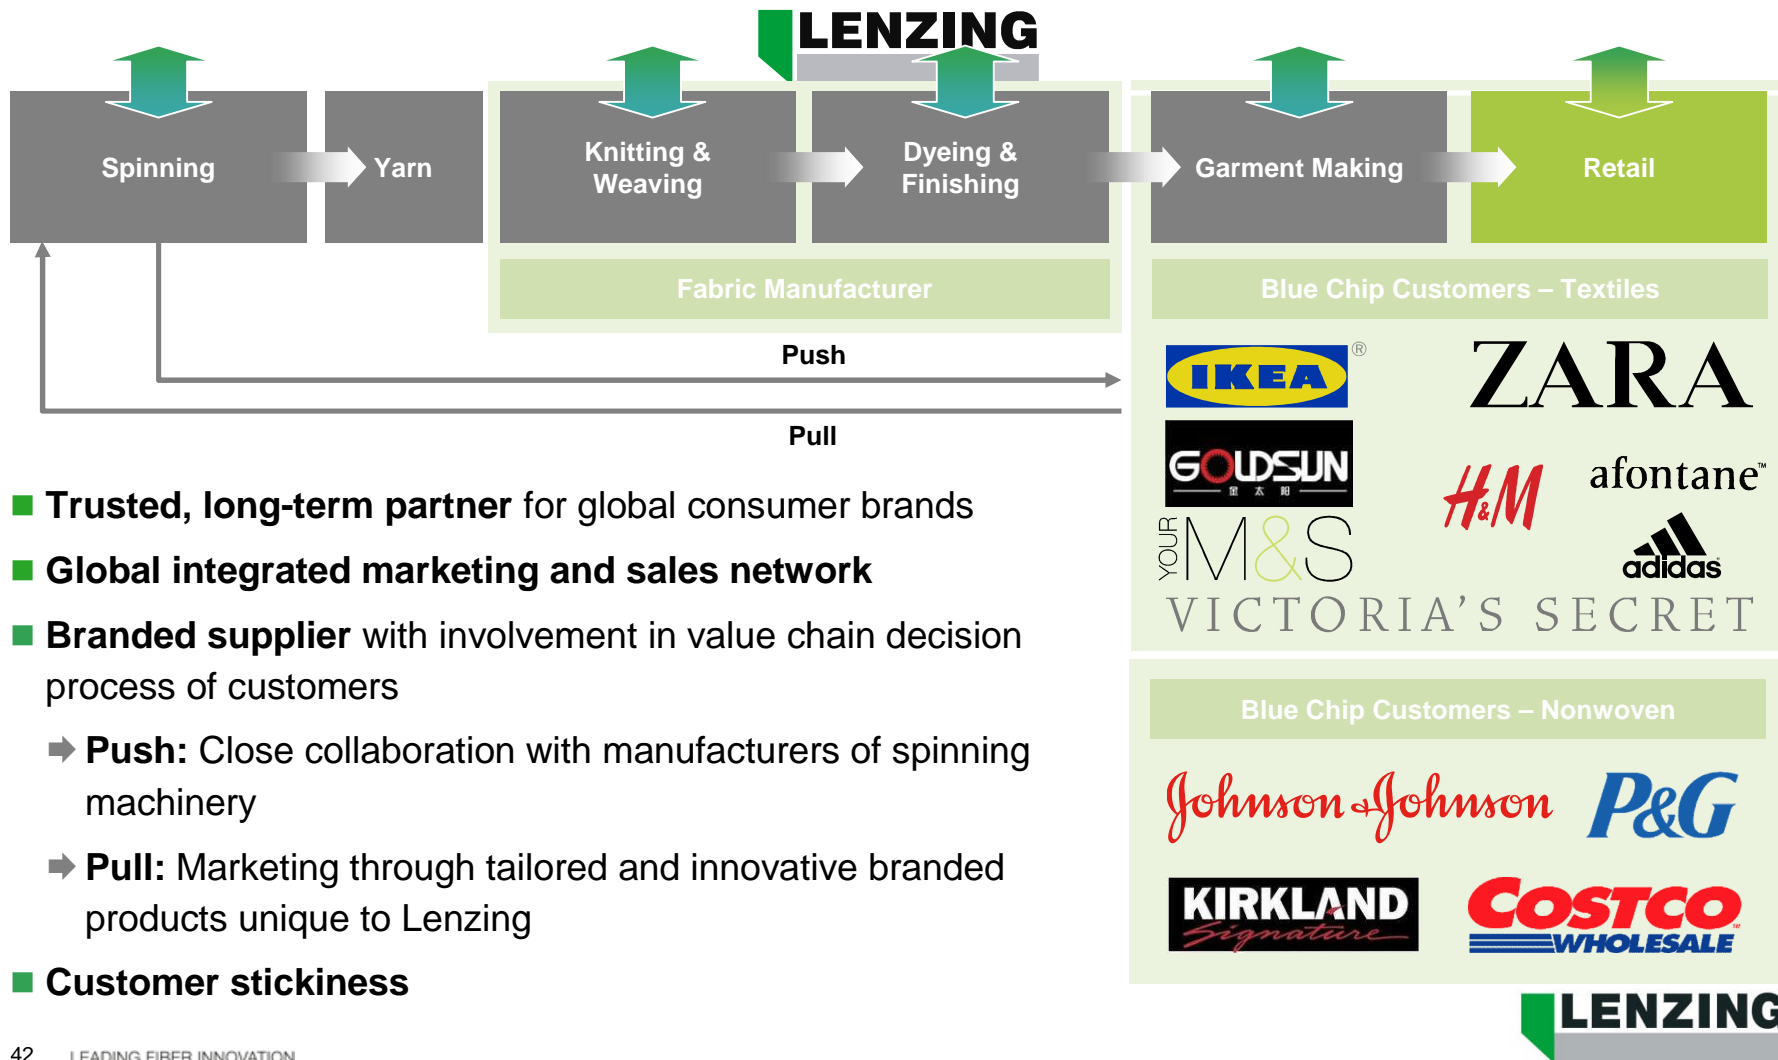 LENZING
Spinning
Yarn
Knitting &
Weaving
Dyeing &
Finishing
Garment Making
Retail
Fabric Manufacturer
Blue Chip Customers – Textiles
Push
Pull
IKEA®
ZARA
GOLDSUN
金太阳
H&M
afontane™
YOUR M&S
adidas
VICTORIA'S SECRET
Trusted, long-term partner for global consumer brands
Global integrated marketing and sales network
Branded supplier with involvement in value chain decision
process of customers
Push: Close collaboration with manufacturers of spinning
machinery
Pull: Marketing through tailored and innovative branded
products unique to Lenzing
Customer stickiness
Blue Chip Customers – Nonwoven
Johnson & Johnson
P&G
KIRKLAND
Signature
COSTCO
WHOLESALE
LENZING
42 LEADING FIBER INNOVATION